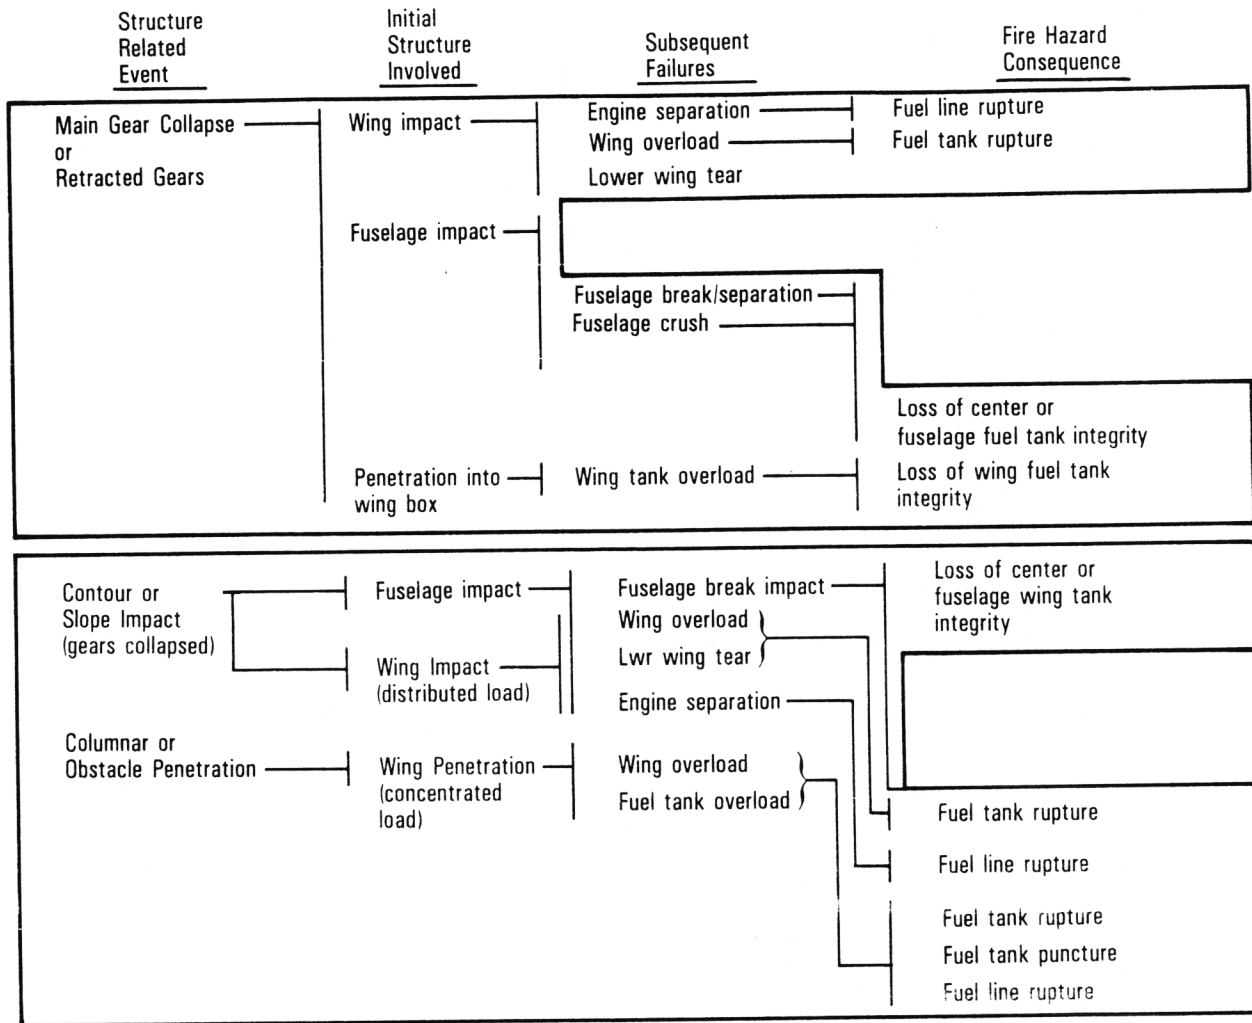 Structure
Related
Event
Initial
Structure
Involved
Subsequent
Failures
Fire Hazard
Consequence
Main Gear Collapse
or
Retracted Gears
Wing impact
Engine separation
Fuel line rupture
Wing overload
Fuel tank rupture
Lower wing tear
Fuselage impact
Fuselage break/separation
Fuselage crush
Loss of center or
fuselage fuel tank integrity
Penetration into
wing box
Wing tank overload
Loss of wing fuel tank
integrity
Contour or
Slope Impact
(gears collapsed)
Fuselage impact
Fuselage break impact
Loss of center or
fuselage wing tank
integrity
Wing Impact
(distributed load)
Wing overload
Lwr wing tear
Engine separation
Columnar or
Obstacle Penetration
Wing Penetration
(concentrated
load)
Wing overload
Fuel tank overload
Fuel tank rupture
Fuel line rupture
Fuel tank rupture
Fuel tank puncture
Fuel line rupture